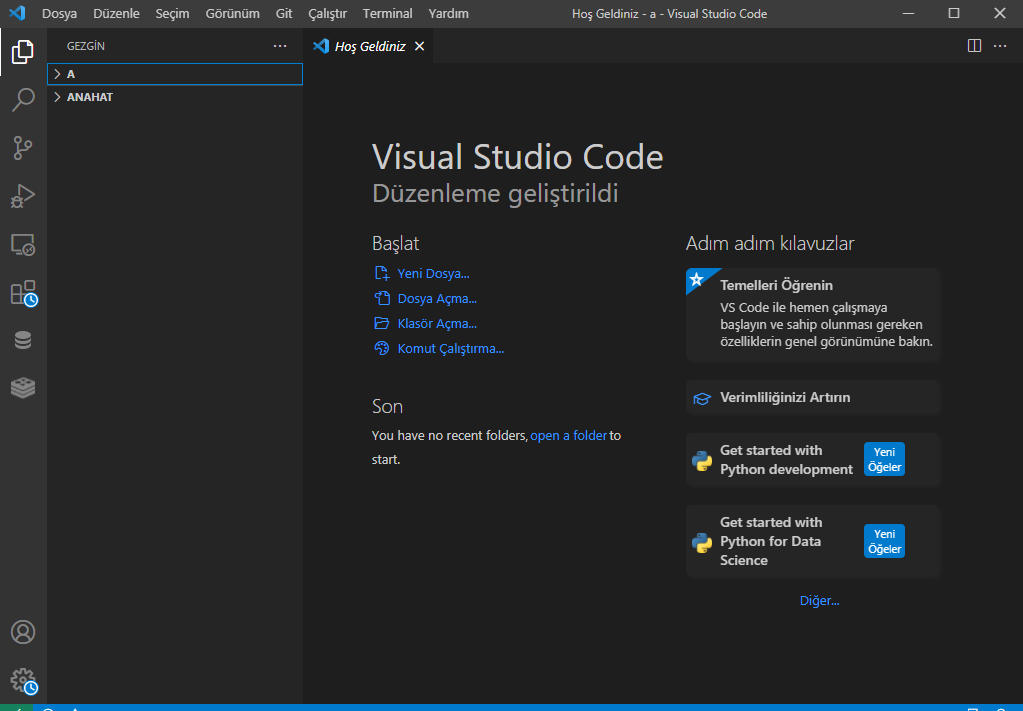 Dosya Düzenle Seçim Görünüm Git Çalıştır Terminal Yardım Hoş Geldiniz - a - Visual Studio Code
GEZGİN
Hoş Geldiniz
A
ANAHAT
Visual Studio Code
Düzenleme geliştirildi
Başlat
Yeni Dosya...
Dosya Açma...
Klasör Açma...
Komut Çalıştırma...
Son
You have no recent folders, open a folder to
start.
Adım adım kılavuzlar
Temelleri Öğrenin
VS Code ile hemen çalışmaya
başlayın ve sahip olunması gereken
özelliklerin genel görünümüne bakın.
Verimliliğinizi Artırın
Get started with
Python development
Yeni
Öğeler
Get started with
Python for Data
Science
Yeni
Öğeler
Diğer...